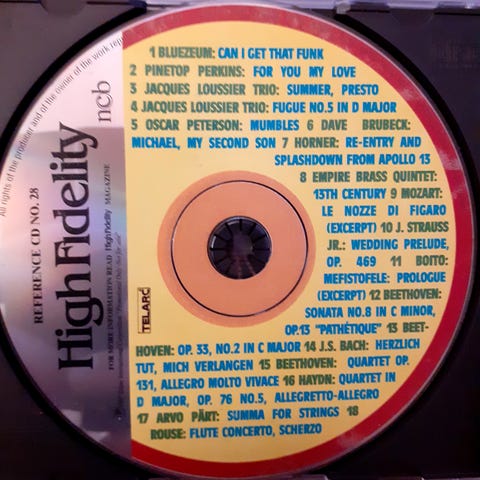 1 BLUEZEUM: CAN I GET THAT FUNK
2 PINETOP PERKINS: FOR YOU MY LOVE
3 JACQUES LOUSSIER TRIO: SUMMER, PRESTO
4 JACQUES LOUSSIER TRIO: FUGUE NO.5 IN D MAJOR
5 OSCAR PETERSON: MUMBLES 6 DAVE BRUBECK:
MICHAEL, MY SECOND SON 7 HORNER: RE-ENTRY AND
SPLASHDOWN FROM APOLLO 13
8 EMPIRE BRASS QUINTET:
13TH CENTURY 9 MOZART:
LE NOZZE DI FIGARO
(EXCERPT) 10 J. STRAUSS
JR.: WEDDING PRELUDE,
OP. 469 11 BOITO:
MEFISTOFELE: PROLOGUE
(EXCERPT) 12 BEETHOVEN:
SONATA NO.8 IN C MINOR,
OP.13 "PATHÉTIQUE" 13 BEET-
HOVEN: OP. 33, NO.2 IN C MAJOR 14 J.S. BACH: HERZLICH
TUT, MICH VERLANGEN 15 BEETHOVEN: QUARTET OP.
131, ALLEGRO MOLTO VIVACE 16 HAYDN: QUARTET IN
D MAJOR, OP. 76 NO.5, ALLEGRETTO-ALLEGRO
17 ARVO PÄRT: SUMMA FOR STRINGS 18
ROUSE: FLUTE CONCERTO, SCHERZO
TELARC
All rights of the producer and of the owner of the work
REFERENCE CD NO. 28
High Fidelity
ncb
FOR MORE INFORMATION READ High Fidelity MAGAZINE